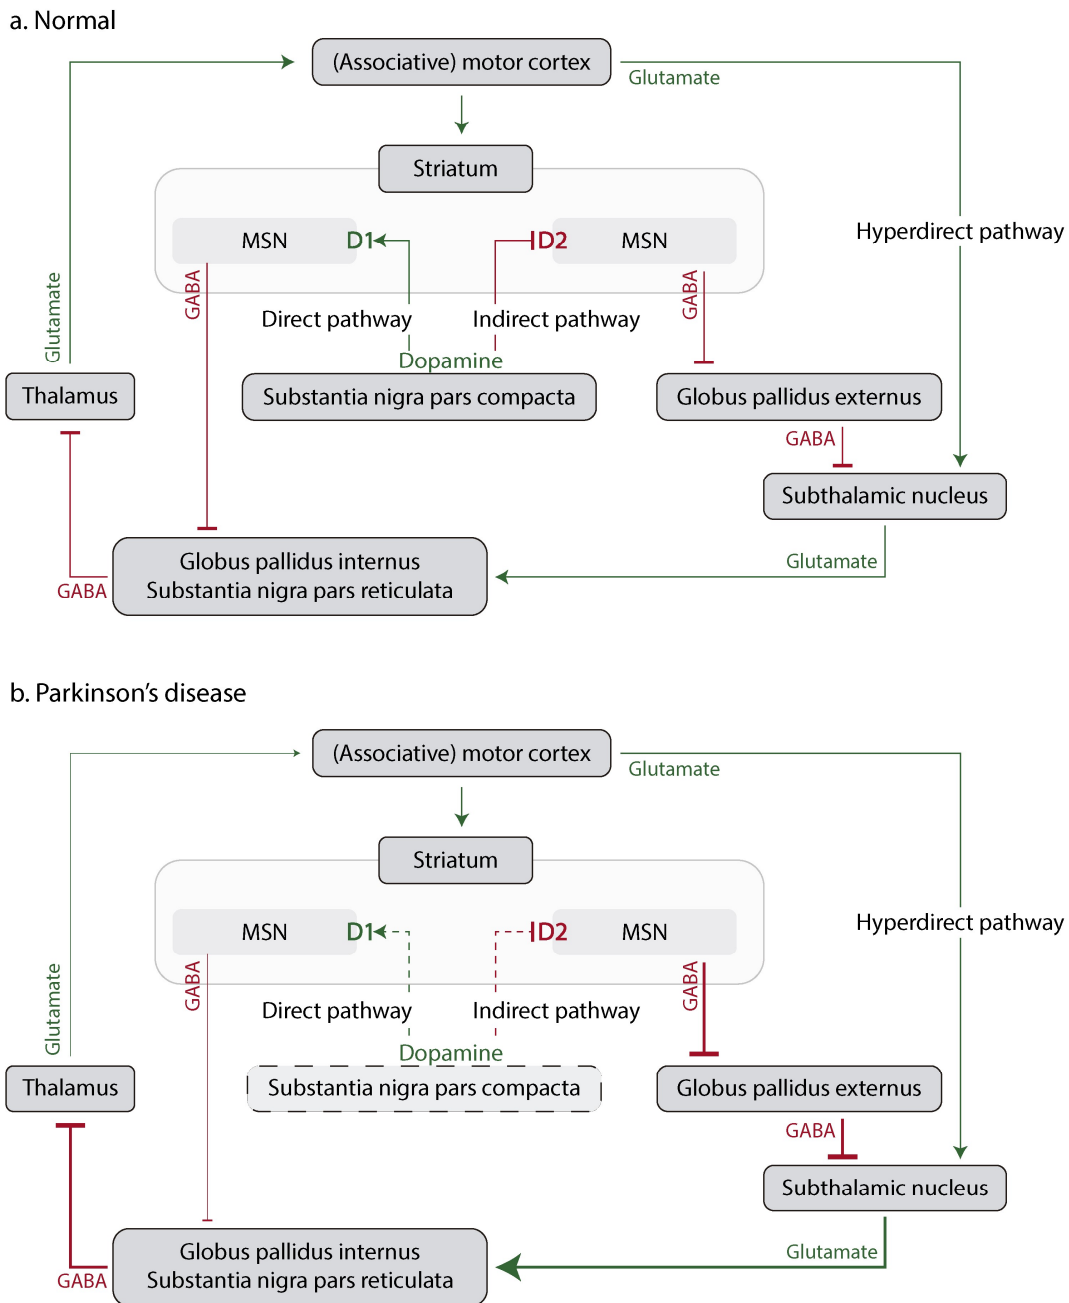 a. Normal
(Associative) motor cortex
Glutamate
Striatum
MSN
D1
D2
MSN
Hyperdirect pathway
GABA
GABA
Glutamate
Direct pathway
Indirect pathway
Dopamine
Thalamus
Substantia nigra pars compacta
Globus pallidus externus
GABA
Subthalamic nucleus
Globus pallidus internus
Substantia nigra pars reticulata
Glutamate
GABA
b. Parkinson’s disease
(Associative) motor cortex
Glutamate
Striatum
MSN
D1
D2
MSN
Hyperdirect pathway
GABA
GABA
Glutamate
Direct pathway
Indirect pathway
Dopamine
Thalamus
Substantia nigra pars compacta
Globus pallidus externus
GABA
Subthalamic nucleus
Globus pallidus internus
Substantia nigra pars reticulata
Glutamate
GABA